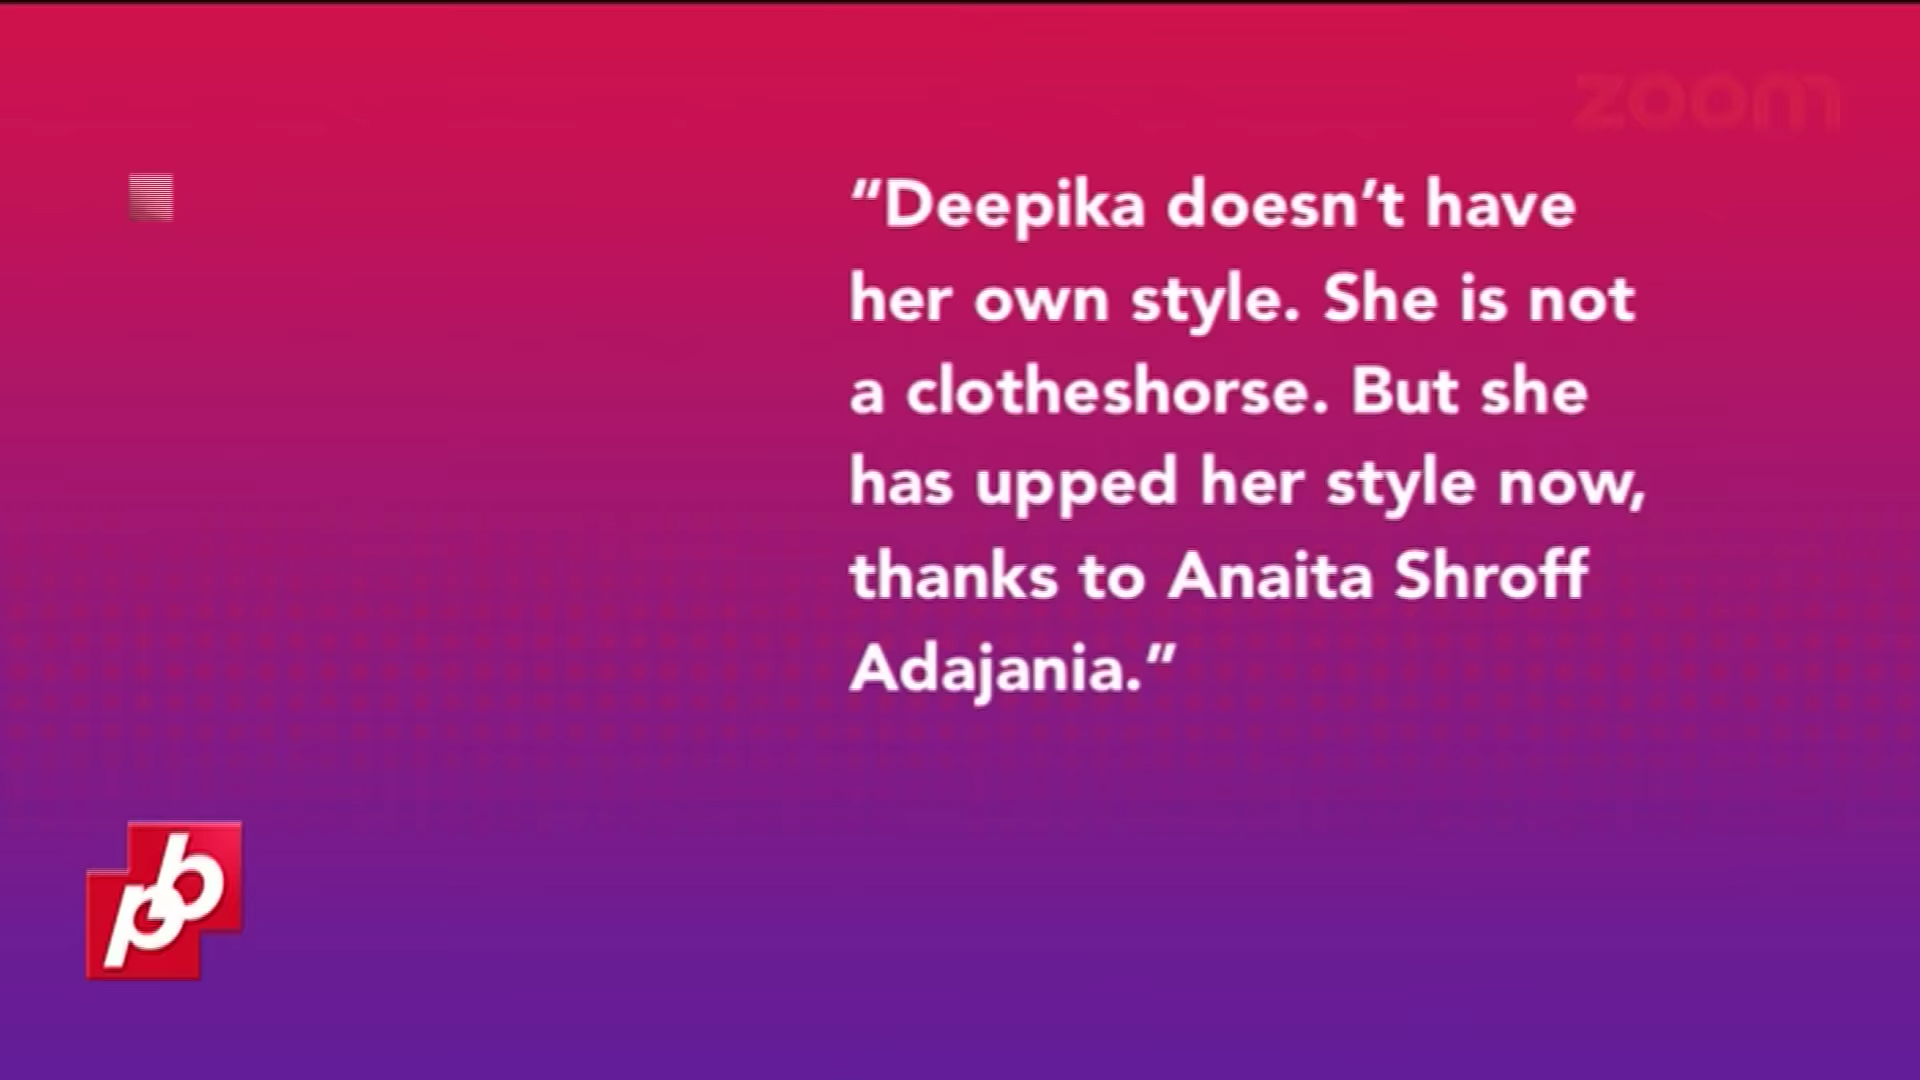 zoom
“Deepika doesn’t have
her own style. She is not
a clotheshorse. But she
has upped her style now,
thanks to Anaita Shroff
Adajania.”
pb